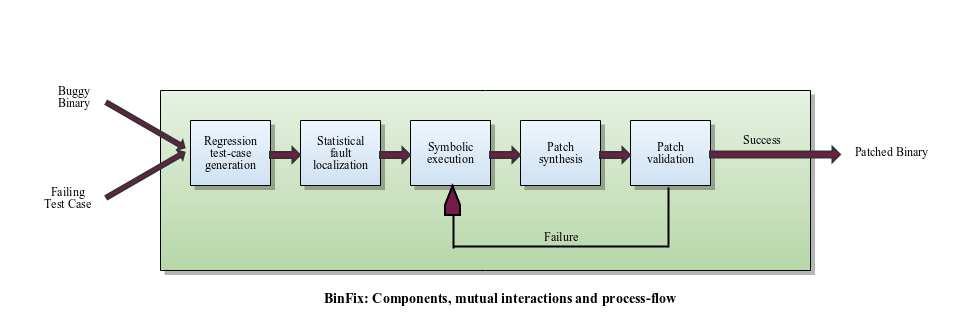 Buggy
Binary
Failing
Test Case
Regression
test-case
generation
Statistical
fault
localization
Symbolic
execution
Patch
synthesis
Patch
validation
Success
Patched Binary
Failure
BinFix: Components, mutual interactions and process-flow